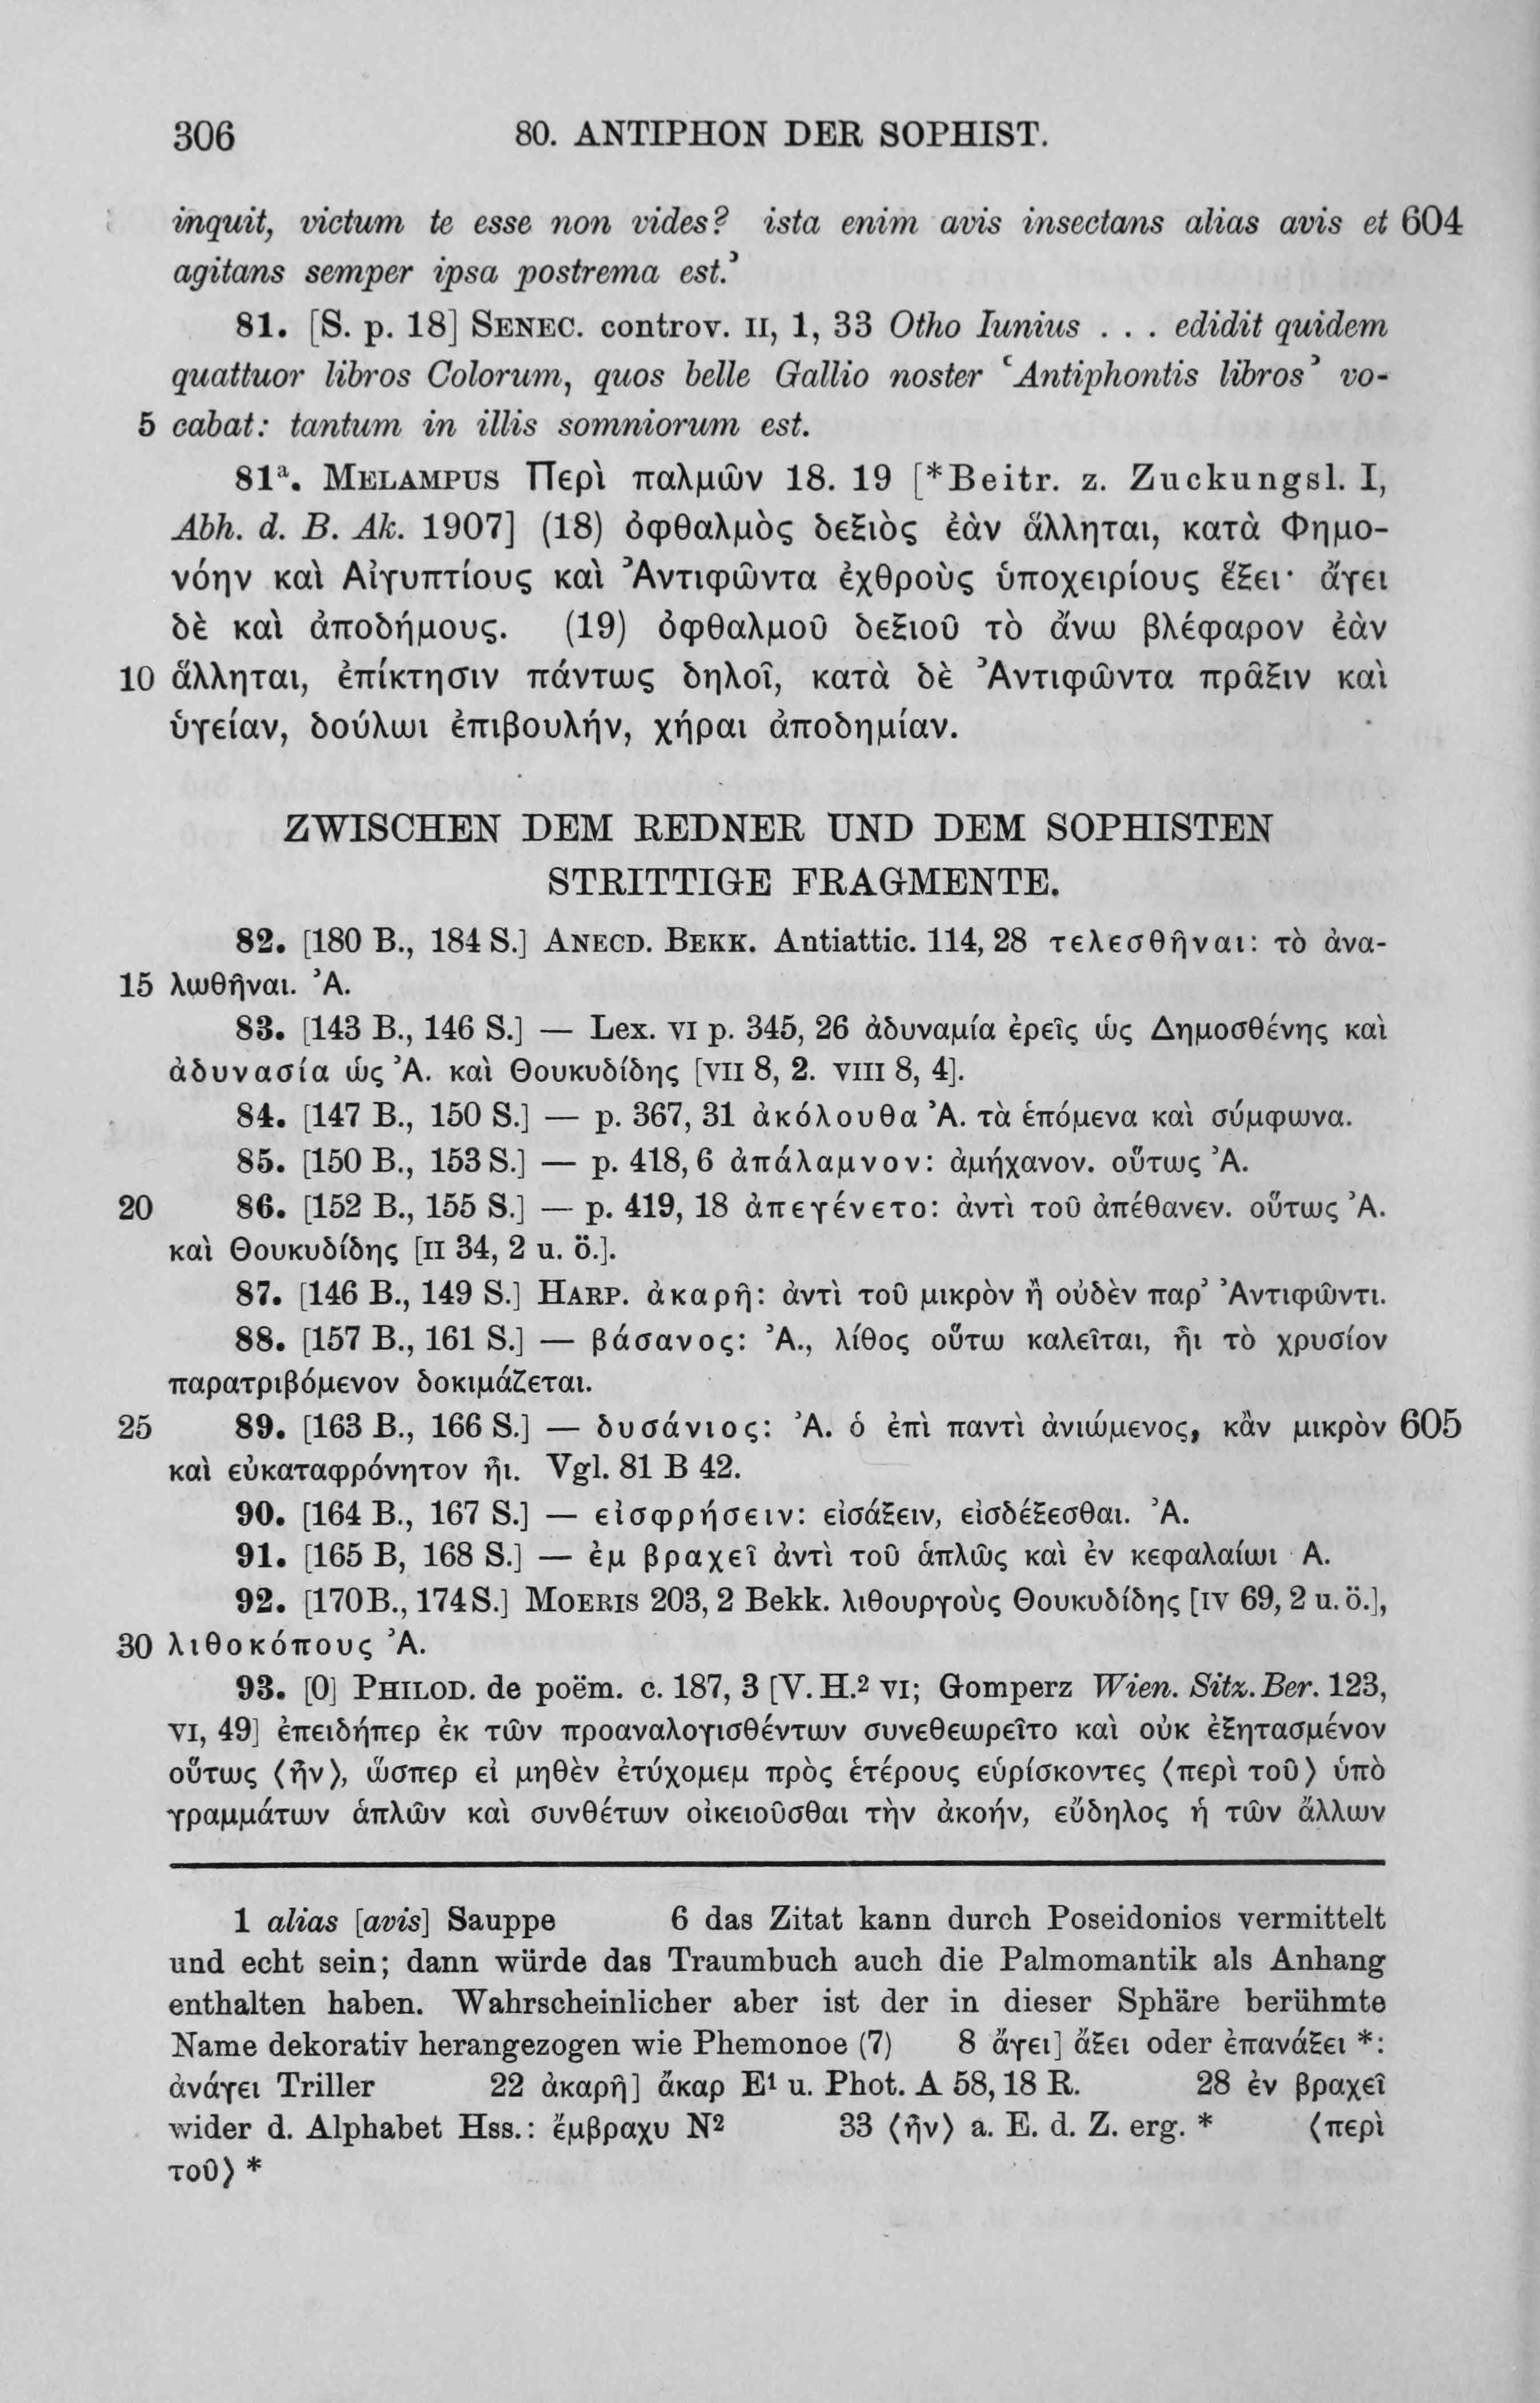 306 80. ANTIPHON DER SOPHIST.
inquit, victum te esse non vides? ista enim avis insectans alias avis et 604
agitans semper ipsa postrema est.’
81. [S. p. 18] SENEC. controv. II, 1, 33 Otho Iunius . . . edidit quidem
quattuor libros Colorum, quos belle Gallio noster ‘Antiphontis libros’ vo-
5 cabat: tantum in illis somniorum est.
81ª. MELAMPUS Περὶ παλμῶν 18. 19 [*Beitr. z. Zuckungsl. I,
Abh. d. B. Ak. 1907] (18) ὀφθαλμὸς δεξιὸς ἐὰν ἅλληται, κατὰ Φημο-
νόην καὶ Αἰγυπτίους καὶ Ἀντιφῶντα ἐχθροὺς ὑποχειρίους ἕξει· ἄγει
δὲ καὶ ἀποδήμους. (19) ὀφθαλμοῦ δεξιοῦ τὸ ἄνω βλέφαρον ἐὰν
10 ἅλληται, ἐπίκτησιν πάντως δηλοῖ, κατὰ δὲ Ἀντιφῶντα πρᾶξιν καὶ
ὑγείαν, δούλωι ἐπιβουλήν, χήραι ἀποδημίαν.
ZWISCHEN DEM REDNER UND DEM SOPHISTEN
STRITTIGE FRAGMENTE.
82. [180 B., 184 S.] ANECD. BEKK. Antiattic. 114, 28 τελεσθῆναι: τὸ ἀνα-
15 λωθῆναι. Ἀ.
83. [143 B., 146 S.] — Lex. VI p. 345, 26 ἀδυναμία ἐρεῖς ὡς Δημοσθένης καὶ
ἀδυνασία ὡς Ἀ. καὶ Θουκυδίδης [VII 8, 2. VIII 8, 4].
84. [147 B., 150 S.] — p. 367, 31 ἀκόλουθα Ἀ. τὰ ἑπόμενα καὶ σύμφωνα.
85. [150 B., 153 S.] — p. 418, 6 ἀπάλαμνον: ἀμήχανον. οὕτως Ἀ.
20 86. [152 B., 155 S.] — p. 419, 18 ἀπεγένετο: ἀντὶ τοῦ ἀπέθανεν. οὕτως Ἀ.
καὶ Θουκυδίδης [II 34, 2 u. ö.].
87. [146 B., 149 S.] HARP. ἀκαρῆ: ἀντὶ τοῦ μικρὸν ἢ οὐδὲν παρ’ Ἀντιφῶντι.
88. [157 B., 161 S.] — βάσανος: Ἀ., λίθος οὕτω καλεῖται, ἧι τὸ χρυσίον
παρατριβόμενον δοκιμάζεται.
25 89. [163 B., 166 S.] — δυσάνιος: Ἀ. ὁ ἐπὶ παντὶ ἀνιώμενος, κἂν μικρὸν 605
καὶ εὐκαταφρόνητον ἦι. Vgl. 81 B 42.
90. [164 B., 167 S.] — εἰσφρήσειν: εἰσάξειν, εἰσδέξεσθαι. Ἀ.
91. [165 B, 168 S.] — ἐμ βραχεῖ ἀντὶ τοῦ ἁπλῶς καὶ ἐν κεφαλαίωι A.
92. [170B., 174S.] MOERIS 203, 2 Bekk. λιθουργοὺς Θουκυδίδης [IV 69, 2 u. ö.],
30 λιθοκόπους Ἀ.
93. [0] PHILOD. de poëm. c. 187, 3 [V. H.² VI; Gomperz Wien. Sitz. Ber. 123,
VI, 49] ἐπειδήπερ ἐκ τῶν προαναλογισθέντων συνεθεωρεῖτο καὶ οὐκ ἐξητασμένον
οὕτως ⟨ἦν⟩, ὥσπερ εἰ μηθὲν ἐτύχομεμ πρὸς ἑτέρους εὑρίσκοντες ⟨περὶ τοῦ⟩ ὑπὸ
γραμμάτων ἁπλῶν καὶ συνθέτων οἰκειοῦσθαι τὴν ἀκοήν, εὔδηλος ἡ τῶν ἄλλων
1 alias [avis] Sauppe 6 das Zitat kann durch Poseidonios vermittelt
und echt sein; dann würde das Traumbuch auch die Palmomantik als Anhang
enthalten haben. Wahrscheinlicher aber ist der in dieser Sphäre berühmte
Name dekorativ herangezogen wie Phemonoe (7) 8 ἄγει] ἄξει oder ἐπανάξει *:
ἀνάγει Triller 22 ἀκαρῆ] ἄκαρ E¹ u. Phot. A 58, 18 R. 28 ἐν βραχεῖ
wider d. Alphabet Hss.: ἔμβραχυ N² 33 ⟨ἦν⟩ a. E. d. Z. erg. * ⟨περὶ
τοῦ⟩ *